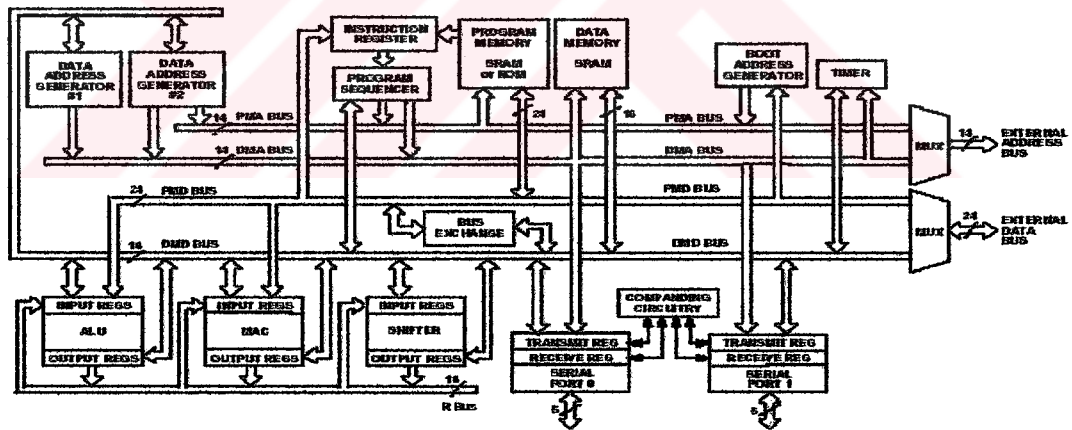 DATA
ADDRESS
GENERATOR
#1
DATA
ADDRESS
GENERATOR
#2
INSTRUCTION
REGISTER
PROGRAM
SEQUENCER
PROGRAM
MEMORY
SRAM
or ROM
DATA
MEMORY
SRAM
BOOT
ADDRESS
GENERATOR
TIMER
14 PMA BUS
24
16
PMA BUS
14 DMA BUS
DMA BUS
MUX
14
EXTERNAL
ADDRESS
BUS
24 PMD BUS
PMD BUS
BUS
EXCHANGE
MUX
24
EXTERNAL
DATA
BUS
16 DMD BUS
DMD BUS
INPUT REGS
ALU
OUTPUT REGS
INPUT REGS
MAC
OUTPUT REGS
INPUT REGS
SHIFTER
OUTPUT REGS
16
R BUS
COMPANDING
CIRCUITRY
TRANSMIT REG
RECEIVE REG
SERIAL
PORT 0
5
TRANSMIT REG
RECEIVE REG
SERIAL
PORT 1
5